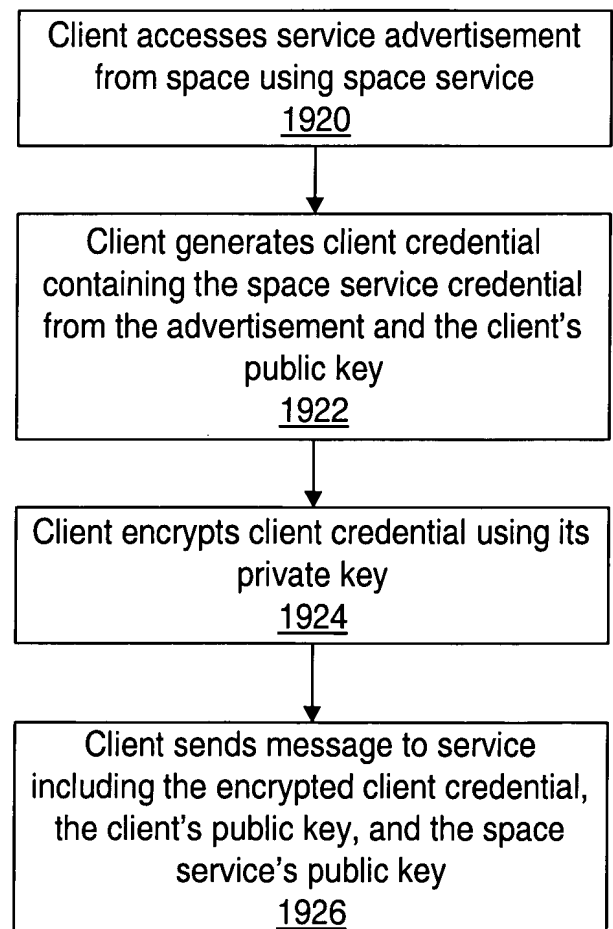 Client accesses service advertisement
from space using space service
1920
Client generates client credential
containing the space service credential
from the advertisement and the client's
public key
1922
Client encrypts client credential using its
private key
1924
Client sends message to service
including the encrypted client credential,
the client's public key, and the space
service's public key
1926